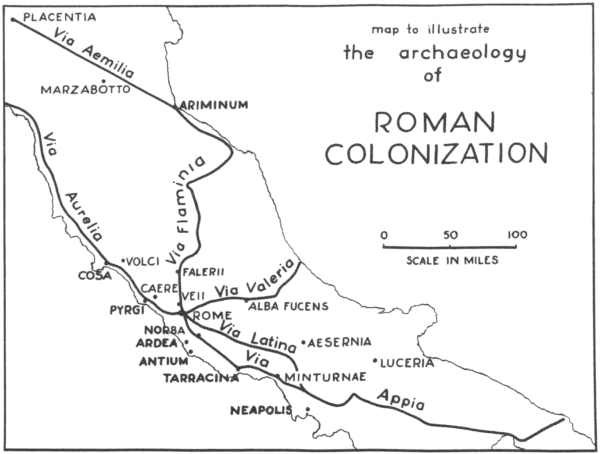 map to illustrate
the archaeology
of
ROMAN
COLONIZATION
0 50 100
SCALE IN MILES
PLACENTIA
Via Aemilia
MARZABOTTO
ARIMINUM
Via
Aurelia
Via Flaminia
VOLCI
COSA
FALERII
CAERE
VEII
Via Valeria
PYRGI
ROME
ALBA FUCENS
NORBA
Via Latina
ARDEA
AESERNIA
ANTIUM
Via
LUCERIA
TARRACINA
MINTURNAE
Appia
NEAPOLIS